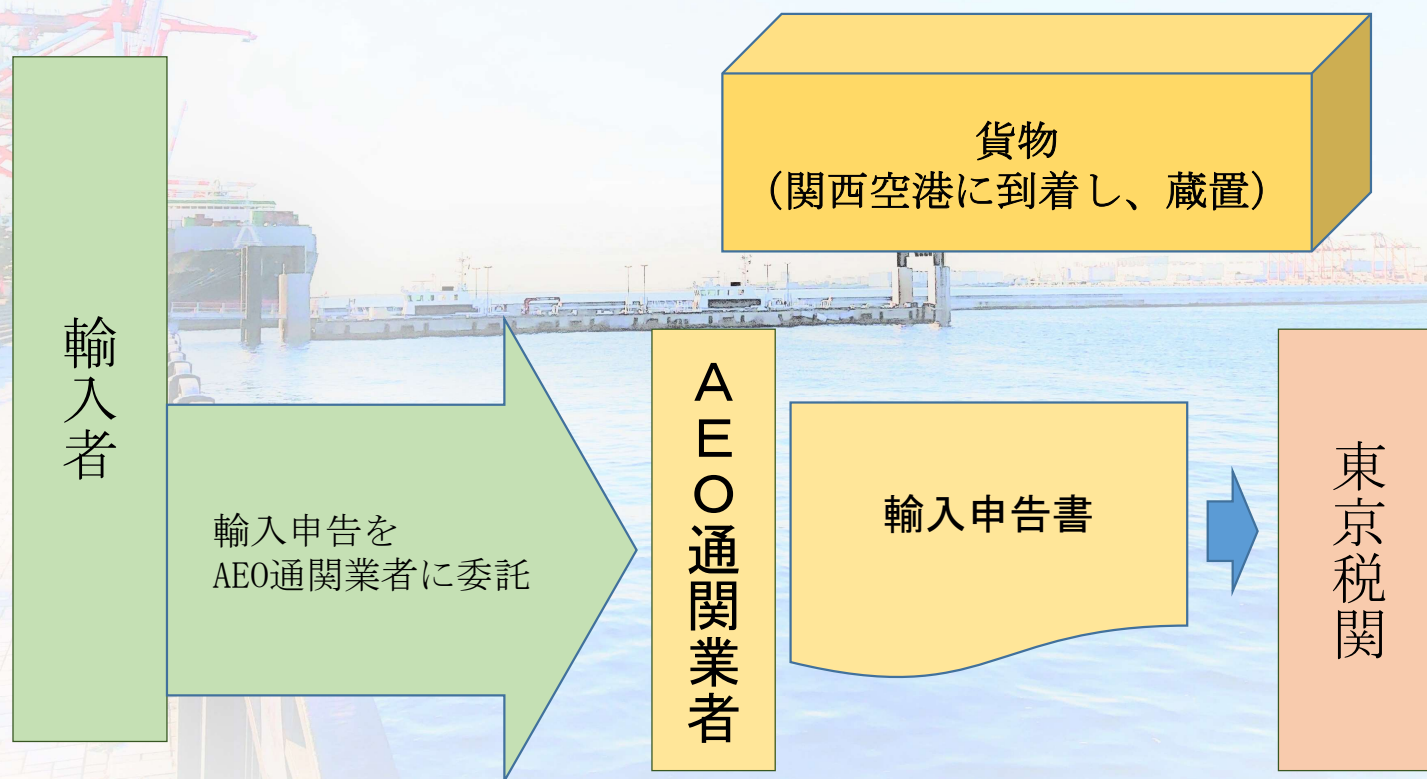 貨物
（関西空港に到着し、蔵置）
輸入者
輸入申告を
AEO通関業者に委託
ＡＥＯ通関業者
輸入申告書
東京税関